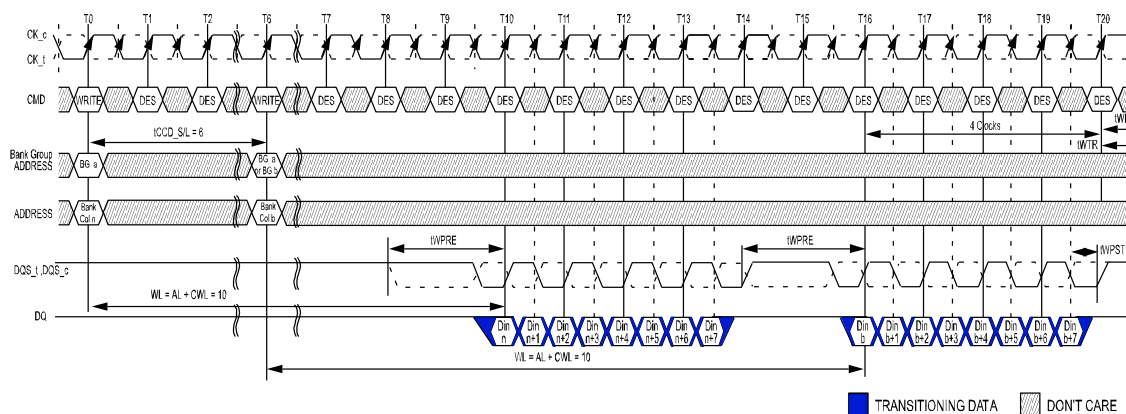 T0 T1 T2 T6 T7 T8 T9 T10 T11 T12 T13 T14 T15 T16 T17 T18 T19 T20
CK_c
CK_t
CMD WRITE DES DES WRITE DES DES DES DES DES DES DES DES DES DES DES DES DES DES
tCCD_S/L = 6
4 Clocks
tWTR
Bank Group
ADDRESS
BG a
BG a
or BG b
ADDRESS
Bank
Col n
Bank
Col b
tWPRE tWPRE tWPST
DQS_t ,DQS_c
WL = AL + CWL = 10
DQ
Din n
Din n+1
Din n+2
Din n+3
Din n+4
Din n+5
Din n+6
Din n+7
Din b
Din b+1
Din b+2
Din b+3
Din b+4
Din b+5
Din b+6
Din b+7
WL = AL + CWL = 10
TRANSITIONING DATA DON'T CARE